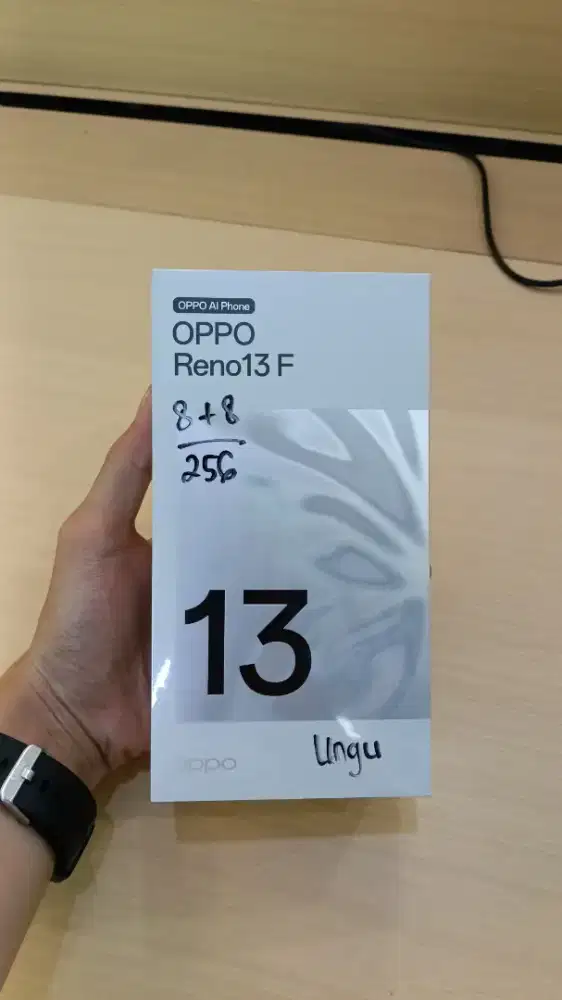 OPPO AI Phone
OPPO
Reno13 F
8+8
256
13
oppo
Ungu